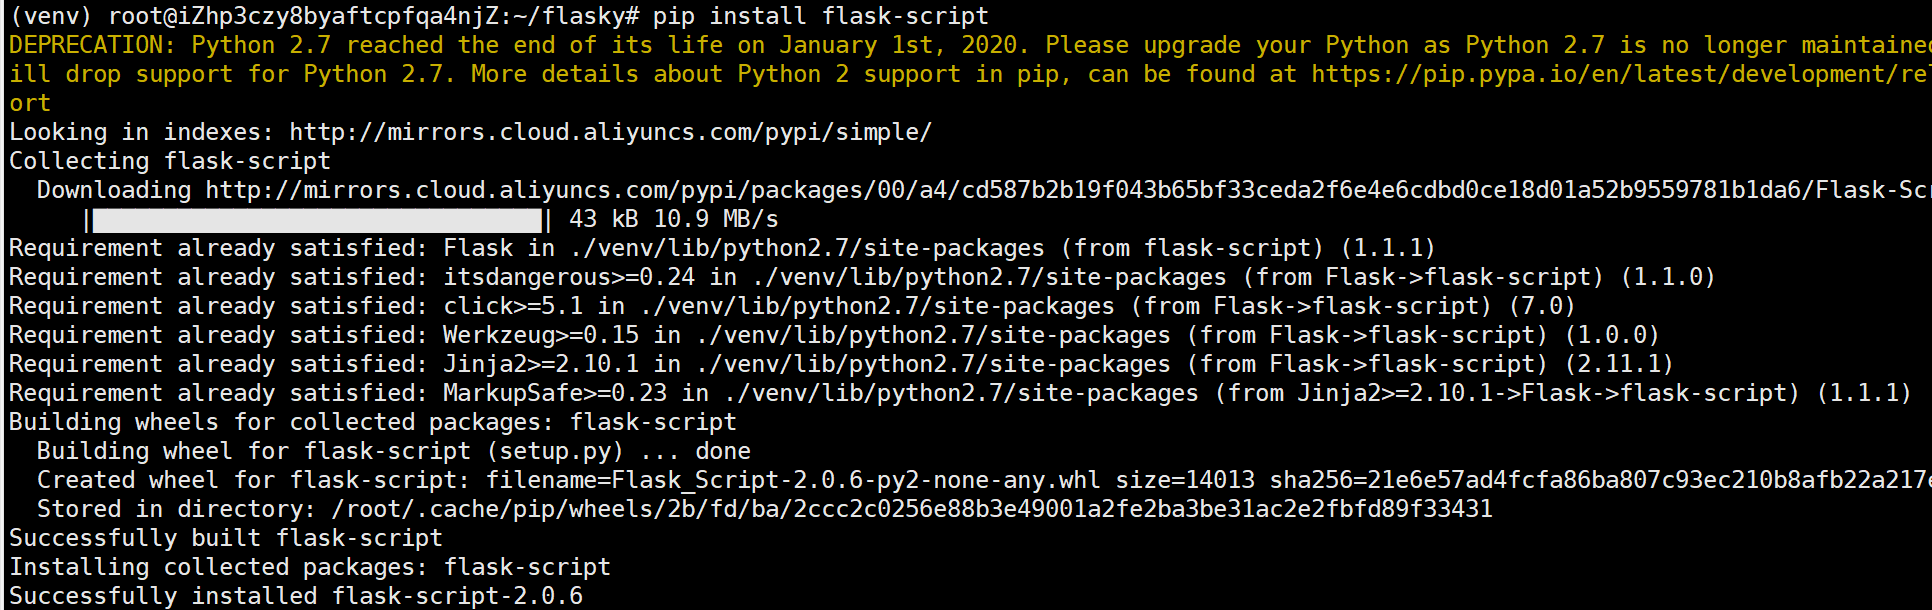 (venv) root@iZhp3czy8byaftcpfqa4njZ:~/flasky# pip install flask-script
DEPRECATION: Python 2.7 reached the end of its life on January 1st, 2020. Please upgrade your Python as Python 2.7 is no longer maintained
ill drop support for Python 2.7. More details about Python 2 support in pip, can be found at https://pip.pypa.io/en/latest/development/rel
ort
Looking in indexes: http://mirrors.cloud.aliyuncs.com/pypi/simple/
Collecting flask-script
Downloading http://mirrors.cloud.aliyuncs.com/pypi/packages/00/a4/cd587b2b19f043b65bf33ceda2f6e4e6cdbd0ce18d01a52b9559781b1da6/Flask-Scr
|████████████████████████████████| 43 kB 10.9 MB/s
Requirement already satisfied: Flask in ./venv/lib/python2.7/site-packages (from flask-script) (1.1.1)
Requirement already satisfied: itsdangerous>=0.24 in ./venv/lib/python2.7/site-packages (from Flask->flask-script) (1.1.0)
Requirement already satisfied: click>=5.1 in ./venv/lib/python2.7/site-packages (from Flask->flask-script) (7.0)
Requirement already satisfied: Werkzeug>=0.15 in ./venv/lib/python2.7/site-packages (from Flask->flask-script) (1.0.0)
Requirement already satisfied: Jinja2>=2.10.1 in ./venv/lib/python2.7/site-packages (from Flask->flask-script) (2.11.1)
Requirement already satisfied: MarkupSafe>=0.23 in ./venv/lib/python2.7/site-packages (from Jinja2>=2.10.1->Flask->flask-script) (1.1.1)
Building wheels for collected packages: flask-script
Building wheel for flask-script (setup.py) ... done
Created wheel for flask-script: filename=Flask_Script-2.0.6-py2-none-any.whl size=14013 sha256=21e6e57ad4fcfa86ba807c93ec210b8afb22a217e
Stored in directory: /root/.cache/pip/wheels/2b/fd/ba/2ccc2c0256e88b3e49001a2fe2ba3be31ac2e2fbfd89f33431
Successfully built flask-script
Installing collected packages: flask-script
Successfully installed flask-script-2.0.6